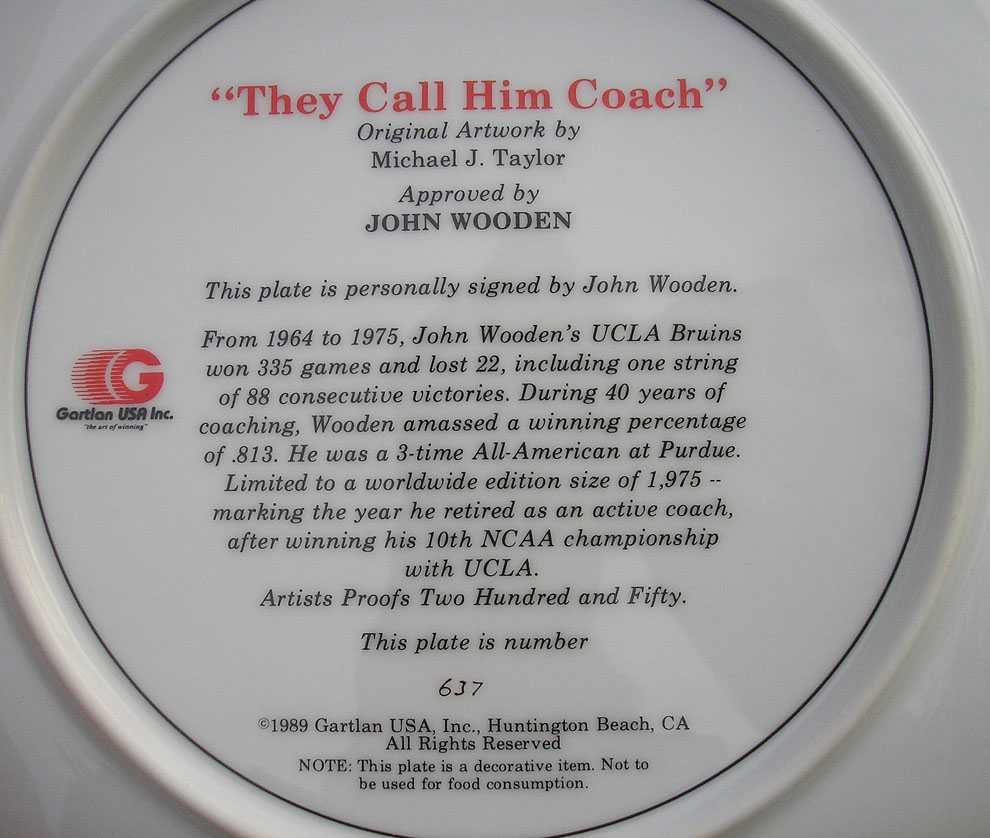 “They Call Him Coach”
Original Artwork by
Michael J. Taylor
Approved by
JOHN WOODEN
This plate is personally signed by John Wooden.
From 1964 to 1975, John Wooden's UCLA Bruins
won 335 games and lost 22, including one string
of 88 consecutive victories. During 40 years of
coaching, Wooden amassed a winning percentage
of .813. He was a 3-time All-American at Purdue.
Limited to a worldwide edition size of 1,975 --
marking the year he retired as an active coach,
after winning his 10th NCAA championship
with UCLA.
Artists Proofs Two Hundred and Fifty.
G
Gartlan USA Inc.
"the art of winning"
This plate is number
637
©1989 Gartlan USA, Inc., Huntington Beach, CA
All Rights Reserved
NOTE: This plate is a decorative item. Not to
be used for food consumption.